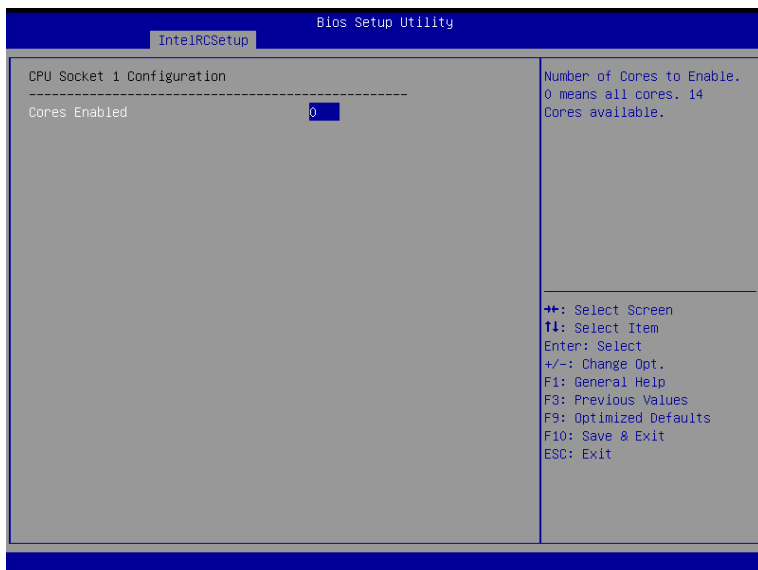 Bios Setup Utility
IntelRCSetup
CPU Socket 1 Configuration
--------------------------------------------------
Cores Enabled 0
Number of Cores to Enable.
0 means all cores. 14
Cores available.
→←: Select Screen
↑↓: Select Item
Enter: Select
+/-: Change Opt.
F1: General Help
F3: Previous Values
F9: Optimized Defaults
F10: Save & Exit
ESC: Exit